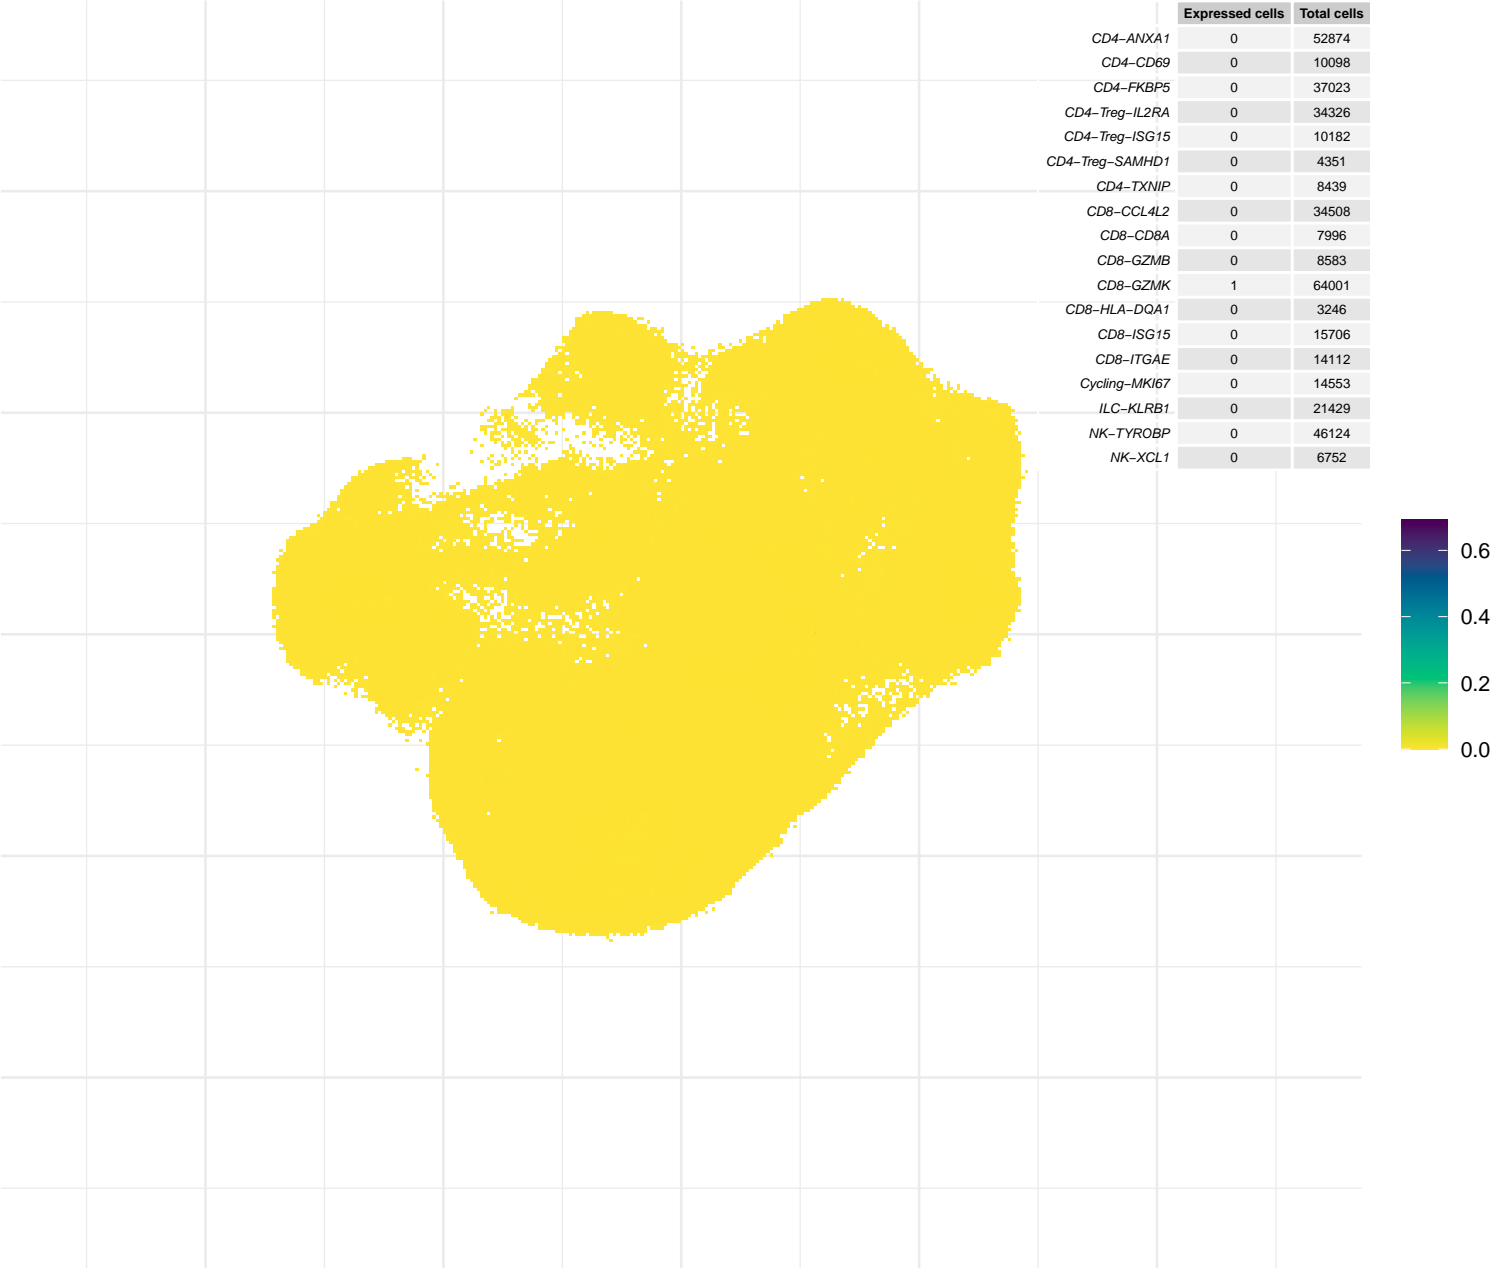 Expressed cells Total cells
CD4−ANXA1 0 52874
CD4−CD69 0 10098
CD4−FKBP5 0 37023
CD4−Treg−IL2RA 0 34326
CD4−Treg−ISG15 0 10182
CD4−Treg−SAMHD1 0 4351
CD4−TXNIP 0 8439
CD8−CCL4L2 0 34508
CD8−CD8A 0 7996
CD8−GZMB 0 8583
CD8−GZMK 1 64001
CD8−HLA−DQA1 0 3246
CD8−ISG15 0 15706
CD8−ITGAE 0 14112
Cycling−MKI67 0 14553
ILC−KLRB1 0 21429
NK−TYROBP 0 46124
NK−XCL1 0 6752
0.6
0.4
0.2
0.0